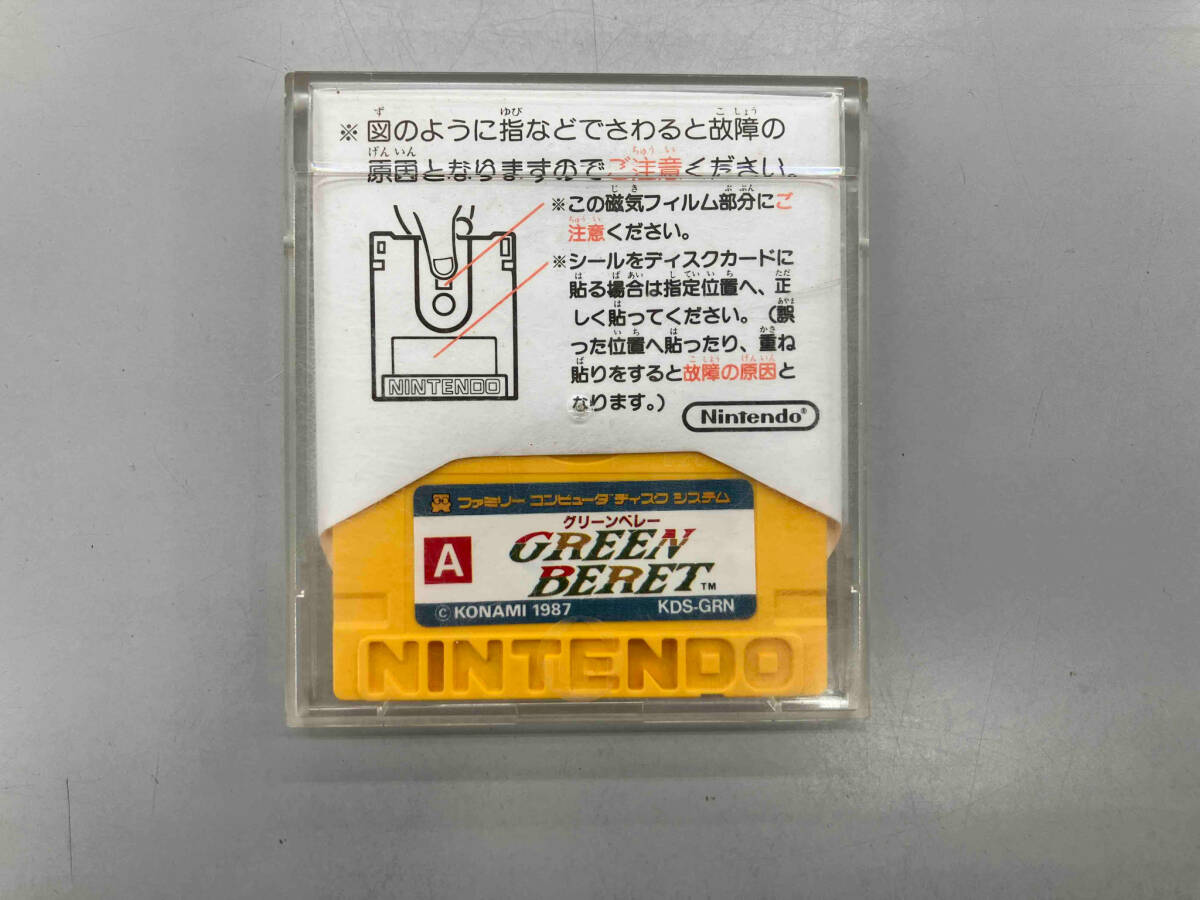 ※図のように指などでさわると故障の
原因となりますのでご注意ください。
※この磁気フィルム部分にご
注意ください。
※シールをディスクカードに
貼る場合は指定位置へ、正
しく貼ってください。(誤
った位置へ貼ったり、重ね
貼りをすると故障の原因と
なります。)
NINTENDO
Nintendo®
ファミリー コンピュータ ディスク システム
グリーンベレー
A
GREEN
BERET™
© KONAMI 1987 KDS-GRN
NINTENDO